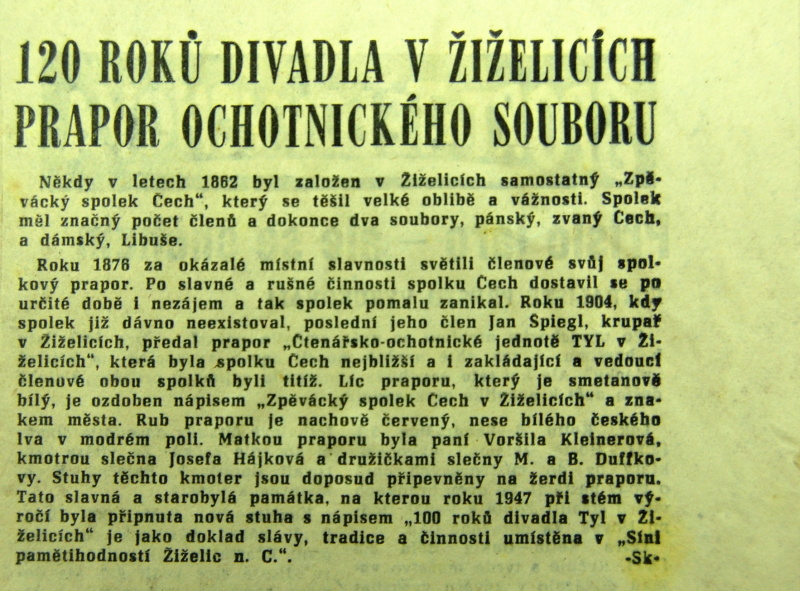 120 ROKŮ DIVADLA V ŽIŽELICÍCH
PRAPOR OCHOTNICKÉHO SOUBORU
Někdy v letech 1862 byl založen v Žiželicích samostatný „Zpě-
vácký spolek Čech“, který se těšil velké oblibě a vážnosti. Spolek
měl značný počet členů a dokonce dva soubory, pánský, zvaný Čech,
a dámský, Libuše.
Roku 1876 za okázalé místní slavnosti světili členové svůj spol-
kový prapor. Po slavné a rušné činnosti spolku Čech dostavil se po
určité době i nezájem a tak spolek pomalu zanikal. Roku 1904, kdy
spolek již dávno neexistoval, poslední jeho člen Jan Špiegl, krupař
v Žiželicích, předal prapor „Čtenářsko-ochotnické jednotě TYL v Ži-
želicích“, která byla spolku Čech nejbližší a i zakládající a vedoucí
členové obou spolků byli titíž. Líc praporu, který je smetanově
bílý, je ozdoben nápisem „Zpěvácký spolek Čech v Žiželicích“ a zna-
kem města. Rub praporu je nachově červený, nese bílého českého
lva v modrém poli. Matkou praporu byla paní Voršila Kleinerová,
kmotrou slečna Josefa Hájková a družičkami slečny M. a B. Duffko-
vy. Stuhy těchto kmoter jsou doposud připevněny na žerdi praporu.
Tato slavná a starobylá památka, na kterou roku 1947 při stém vý-
ročí byla připnuta nová stuha s nápisem „100 roků divadla Tyl v Ži-
želicích“ je jako doklad slávy, tradice a činnosti umístěna v „Síni
pamětihodností Žiželic n. C.“. -Sk-